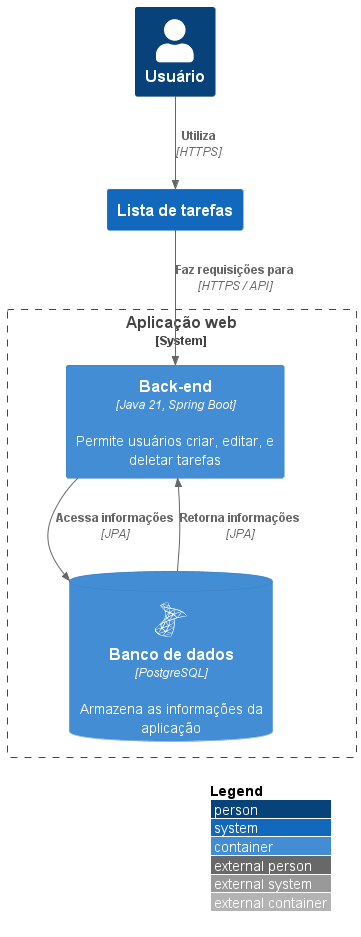 Usuário
Utiliza
[HTTPS]
Lista de tarefas
Faz requisições para
[HTTPS / API]
Aplicação web
[System]
Back-end
[Java 21, Spring Boot]
Permite usuários criar, editar, e
deletar tarefas
Acessa informações
[JPA]
Retorna informações
[JPA]
Banco de dados
[PostgreSQL]
Armazena as informações da
aplicação
Legend
person
system
container
external person
external system
external container